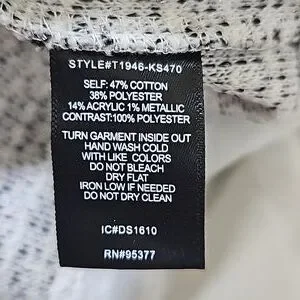 STYLE#T1946-KS470
SELF: 47% COTTON
38% POLYESTER
14% ACRYLIC 1% METALLIC
CONTRAST:100% POLYESTER
TURN GARMENT INSIDE OUT
HAND WASH COLD
WITH LIKE COLORS
DO NOT BLEACH
DRY FLAT
IRON LOW IF NEEDED
DO NOT DRY CLEAN
IC#DS1610
RN#95377